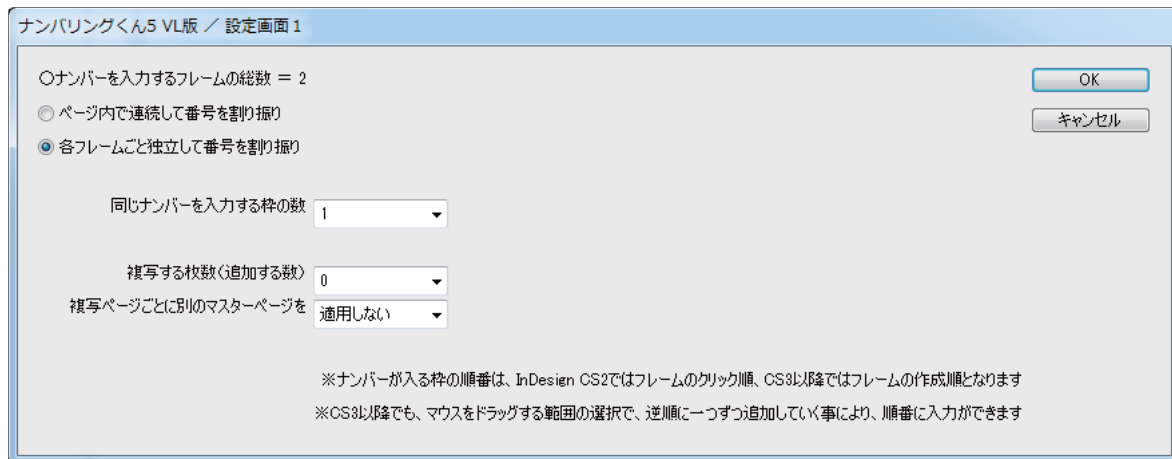 ナンバリングくん5 VL版 ／ 設定画面1
○ナンバーを入力するフレームの総数 ＝ 2
OK
ページ内で連続して番号を割り振り
キャンセル
各フレームごと独立して番号を割り振り
同じナンバーを入力する枠の数 1
複写する枚数(追加する数) 0
複写ページごとに別のマスターページを 適用しない
※ナンバーが入る枠の順番は、InDesign CS2ではフレームのクリック順、CS3以降ではフレームの作成順となります
※CS3以降でも、マウスをドラッグする範囲の選択で、逆順に一つずつ追加していく事により、順番に入力ができます